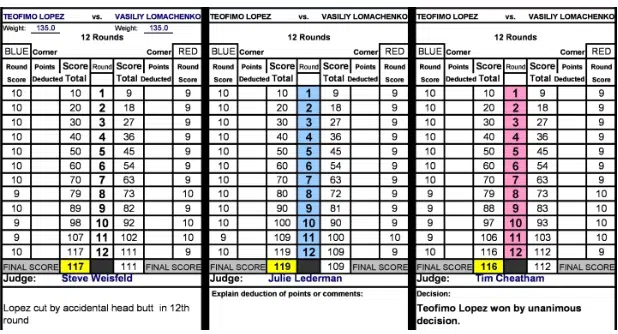 TEOFIMO LOPEZ vs. VASILIY LOMACHENKO
Weight: 135.0 Weight: 135.0
12 Rounds
BLUE Corner Corner RED
Round Points Score Round Score Points Round
Score Deducted Total Total Deducted Score
10 10 1 9 9
10 20 2 18 9
10 30 3 27 9
10 40 4 36 9
10 50 5 45 9
10 60 6 54 9
10 70 7 63 9
9 79 8 73 10
10 89 9 82 9
9 98 10 92 10
9 107 11 102 10
10 117 12 111 9
FINAL SCORE 117 111 FINAL SCORE
Judge: Steve Weisfeld
Lopez cut by accidental head butt in 12th
round
TEOFIMO LOPEZ vs. VASILIY LOMACHENKO
12 Rounds
BLUE Corner Corner RED
Round Points Score Round Score Points Round
Score Deducted Total Total Deducted Score
10 10 1 9 9
10 20 2 18 9
10 30 3 27 9
10 40 4 36 9
10 50 5 45 9
10 60 6 54 9
10 70 7 63 9
10 80 8 72 9
10 90 9 81 9
10 100 10 90 9
9 109 11 100 10
10 119 12 109 9
FINAL SCORE 119 109 FINAL SCORE
Judge: Julie Lederman
Explain deduction of points or comments:
TEOFIMO LOPEZ vs. VASILIY LOMACHENKO
12 Rounds
BLUE Corner Corner RED
Round Points Score Round Score Points Round
Score Deducted Total Total Deducted Score
10 10 1 9 9
10 20 2 18 9
10 30 3 27 9
10 40 4 36 9
10 50 5 45 9
10 60 6 54 9
10 70 7 63 9
9 79 8 73 10
9 88 9 83 10
9 97 10 93 10
9 106 11 103 10
10 116 12 112 9
FINAL SCORE 116 112 FINAL SCORE
Judge: Tim Cheatham
Decision:
Teofimo Lopez won by unanimous
decision.